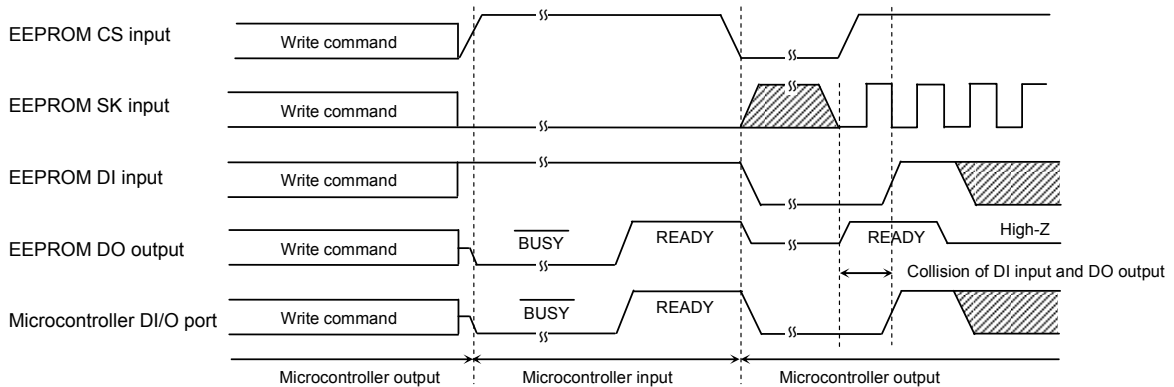 EEPROM CS input
Write command
EEPROM SK input
Write command
EEPROM DI input
Write command
EEPROM DO output
Write command
BUSY
READY
READY
High-Z
Collision of DI input and DO output
Microcontroller DI/O port
Write command
BUSY
READY
Microcontroller output
Microcontroller input
Microcontroller output